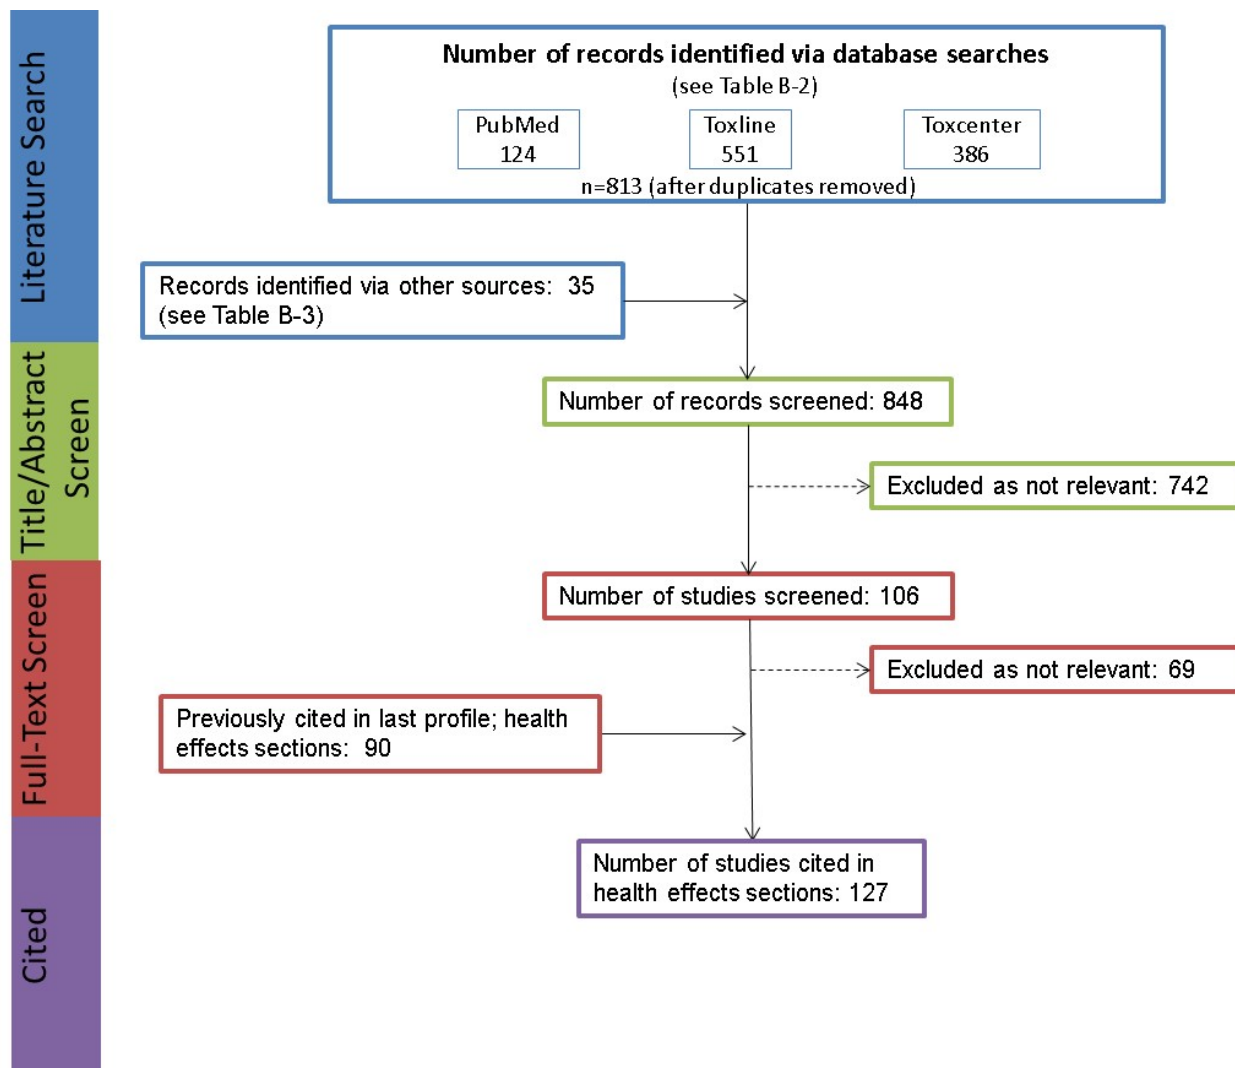 Literature Search
Number of records identified via database searches
(see Table B-2)
PubMed
124
Toxline
551
Toxcenter
386
n=813 (after duplicates removed)
Records identified via other sources: 35
(see Table B-3)
Title/Abstract
Screen
Number of records screened: 848
Excluded as not relevant: 742
Full-Text Screen
Number of studies screened: 106
Excluded as not relevant: 69
Previously cited in last profile; health
effects sections: 90
Cited
Number of studies cited in
health effects sections: 127